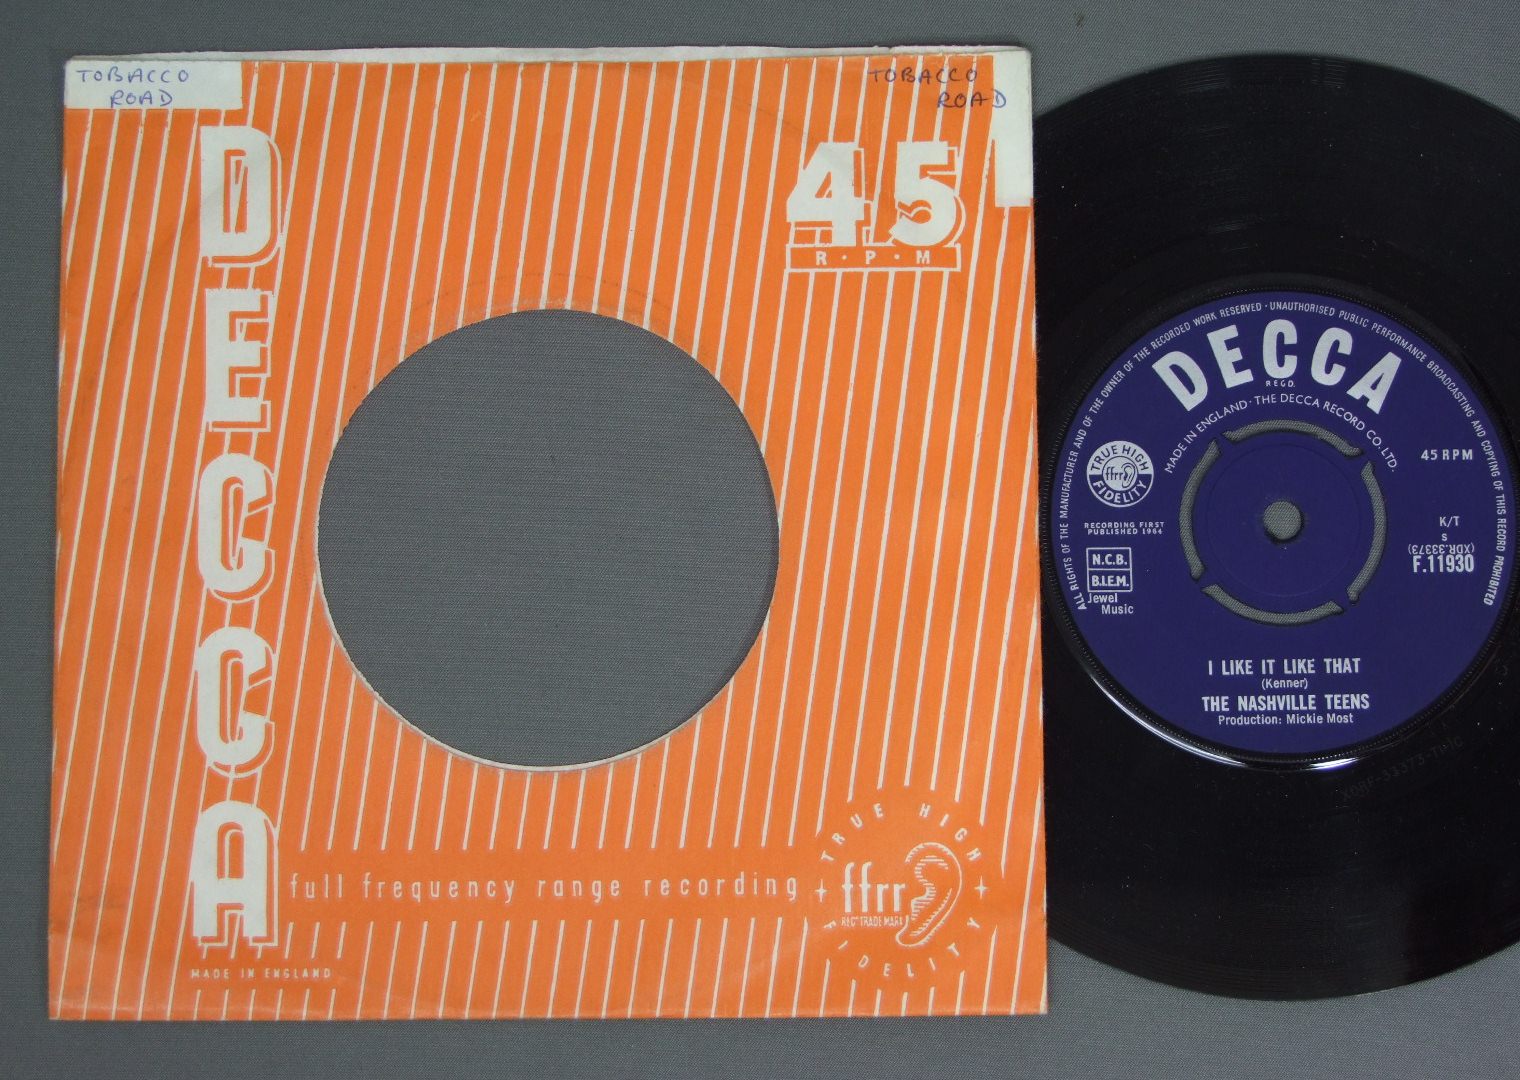 TOBACCO
ROAD
TOBACCO
ROAD
DECCA
45
R·P·M
full frequency range recording
TRUE HIGH
ffrr
REGD TRADE MARK
FIDELITY
MADE IN ENGLAND
ALL RIGHTS OF THE MANUFACTURER AND OF THE OWNER OF THE RECORDED WORK RESERVED · UNAUTHORISED PUBLIC PERFORMANCE BROADCASTING AND COPYING OF THIS RECORD PROHIBITED
DECCA
REGD.
MADE IN ENGLAND · THE DECCA RECORD CO. LTD.
TRUE HIGH
ffrr
FIDELITY
45 RPM
RECORDING FIRST
PUBLISHED 1964
K/T
s
(XDR.33373)
F.11930
N.C.B.
B.I.E.M.
Jewel
Music
I LIKE IT LIKE THAT
(Kenner)
THE NASHVILLE TEENS
Production: Mickie Most